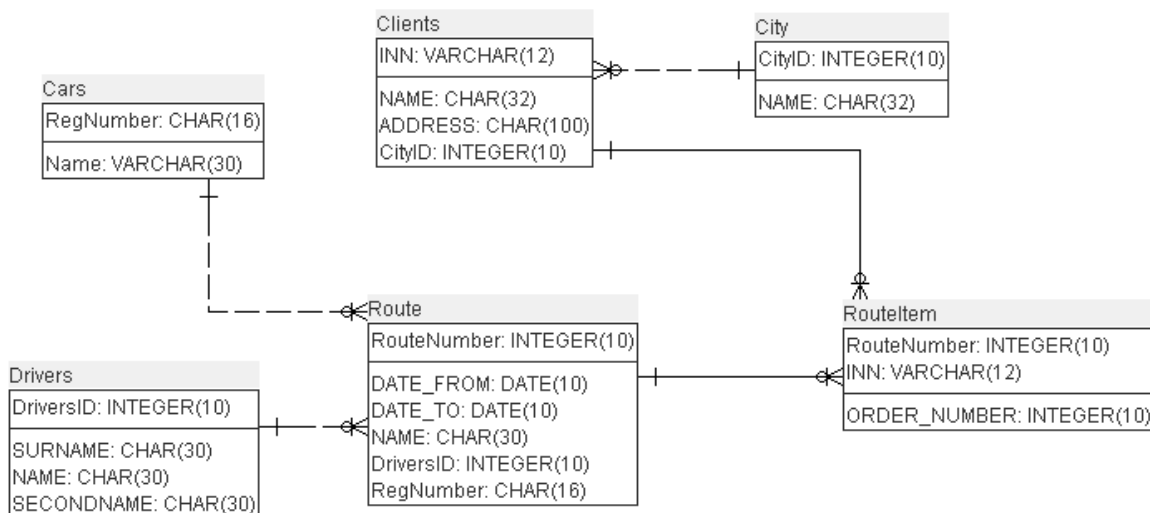 Clients
INN: VARCHAR(12)
NAME: CHAR(32)
ADDRESS: CHAR(100)
CityID: INTEGER(10)
City
CityID: INTEGER(10)
NAME: CHAR(32)
Cars
RegNumber: CHAR(16)
Name: VARCHAR(30)
Route
RouteNumber: INTEGER(10)
DATE_FROM: DATE(10)
DATE_TO: DATE(10)
NAME: CHAR(30)
DriversID: INTEGER(10)
RegNumber: CHAR(16)
RouteItem
RouteNumber: INTEGER(10)
INN: VARCHAR(12)
ORDER_NUMBER: INTEGER(10)
Drivers
DriversID: INTEGER(10)
SURNAME: CHAR(30)
NAME: CHAR(30)
SECONDNAME: CHAR(30)